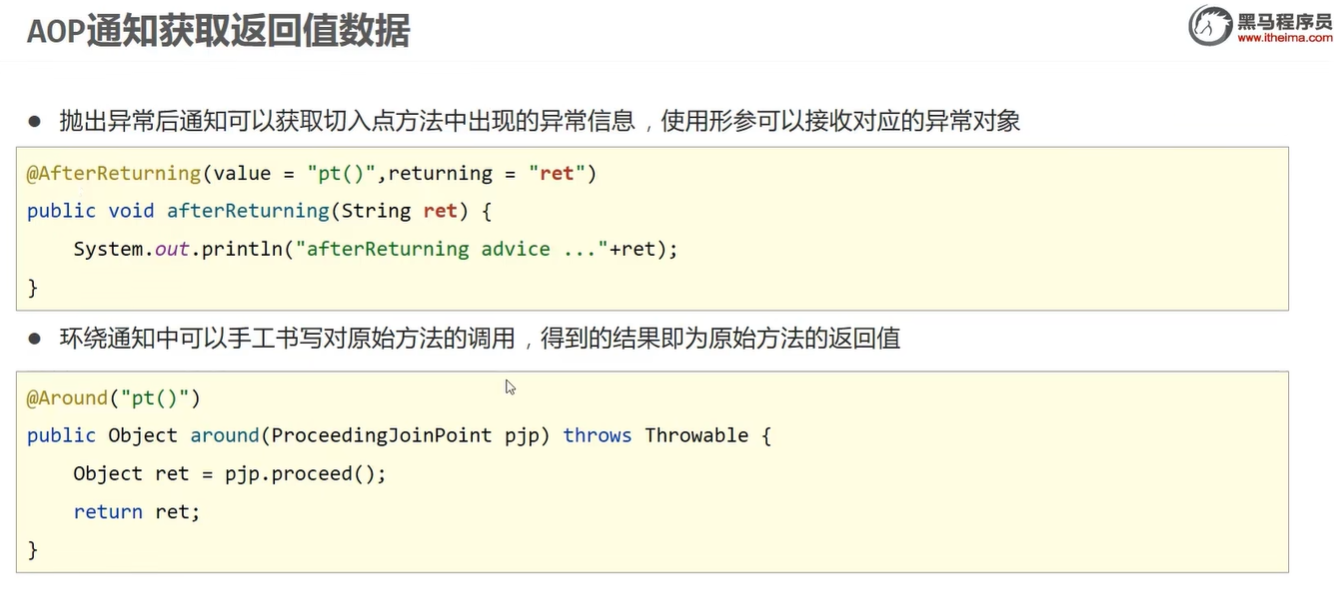 AOP通知获取返回值数据
黑马程序员
www.itheima.com
● 抛出异常后通知可以获取切入点方法中出现的异常信息，使用形参可以接收对应的异常对象
@AfterReturning(value = "pt()",returning = "ret")
public void afterReturning(String ret) {
    System.out.println("afterReturning advice ..."+ret);
}
● 环绕通知中可以手工书写对原始方法的调用，得到的结果即为原始方法的返回值
@Around("pt()")
public Object around(ProceedingJoinPoint pjp) throws Throwable {
    Object ret = pjp.proceed();
    return ret;
}